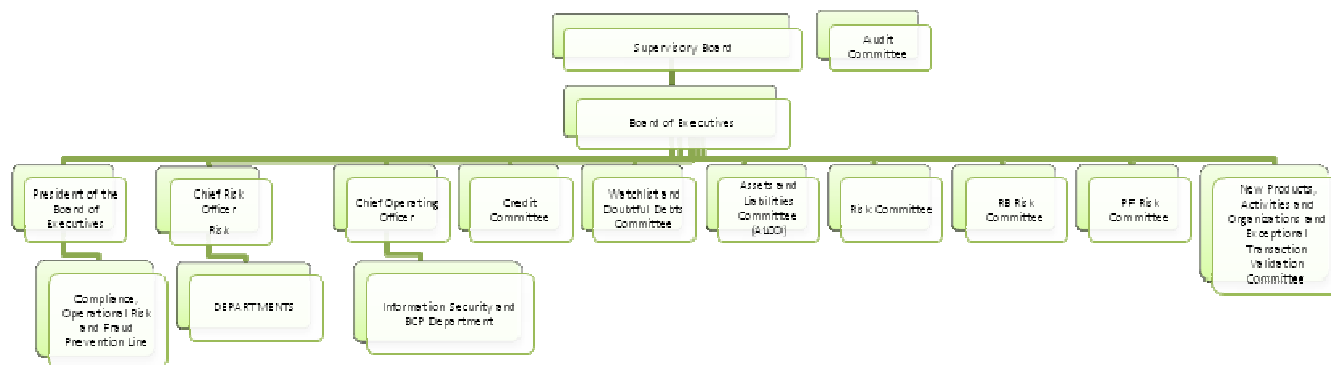 Supervisory Board
Audit
Committee
Board of Executives
President of the
Board of
Executives
Chief Risk
Officer
Risk
Chief Operating
Officer
Credit
Committee
Watchlist and
Doubtful Debts
Committee
Assets and
Liabilities
Committee
(ALCO)
Risk Committee
RB Risk
Committee
PF Risk
Committee
New Products,
Activities and
Organizations and
Exceptional
Transaction
Validation
Committee
Compliance,
Operational Risk
and Fraud
Prevention Line
DEPARTMENTS
Information Security and
BCP Department